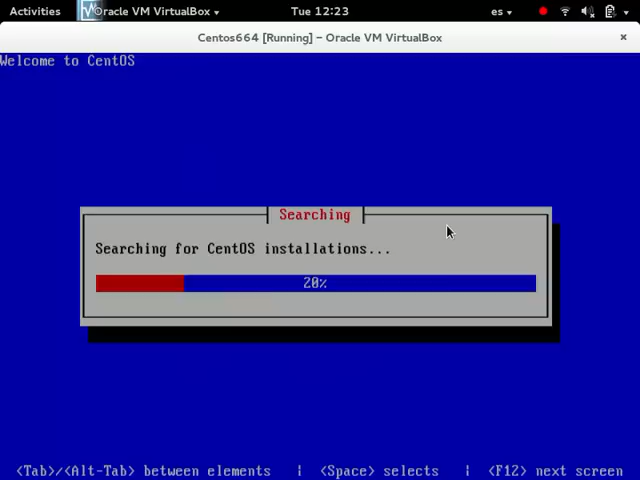 Activities Oracle VM VirtualBox Tue 12:23 es
Centos664 [Running] – Oracle VM VirtualBox ×
Welcome to CentOS
Searching
Searching for CentOS installations...
20%
<Tab>/<Alt-Tab> between elements | <Space> selects | <F12> next screen